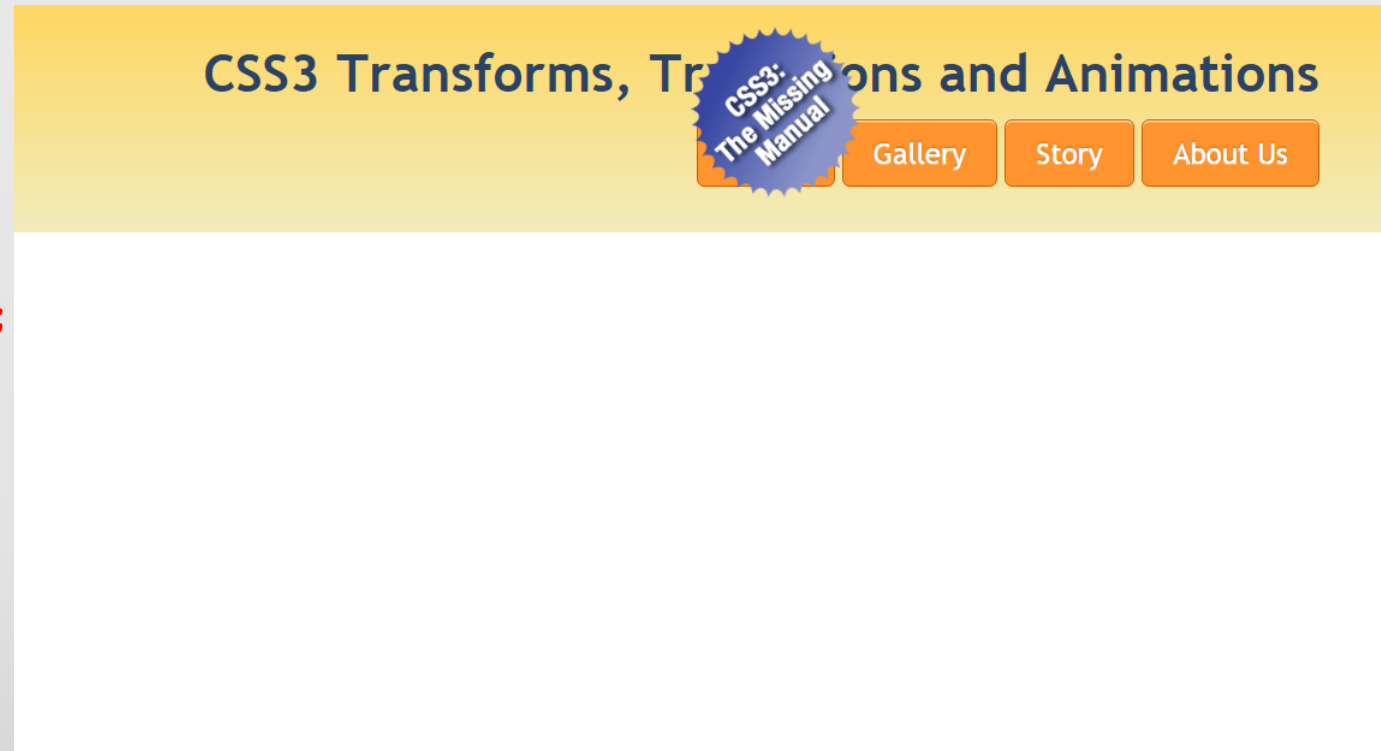 CSS3 Transforms, Tr ons and Animations
CSS3:
The Missing
Manual
Gallery
Story
About Us
;